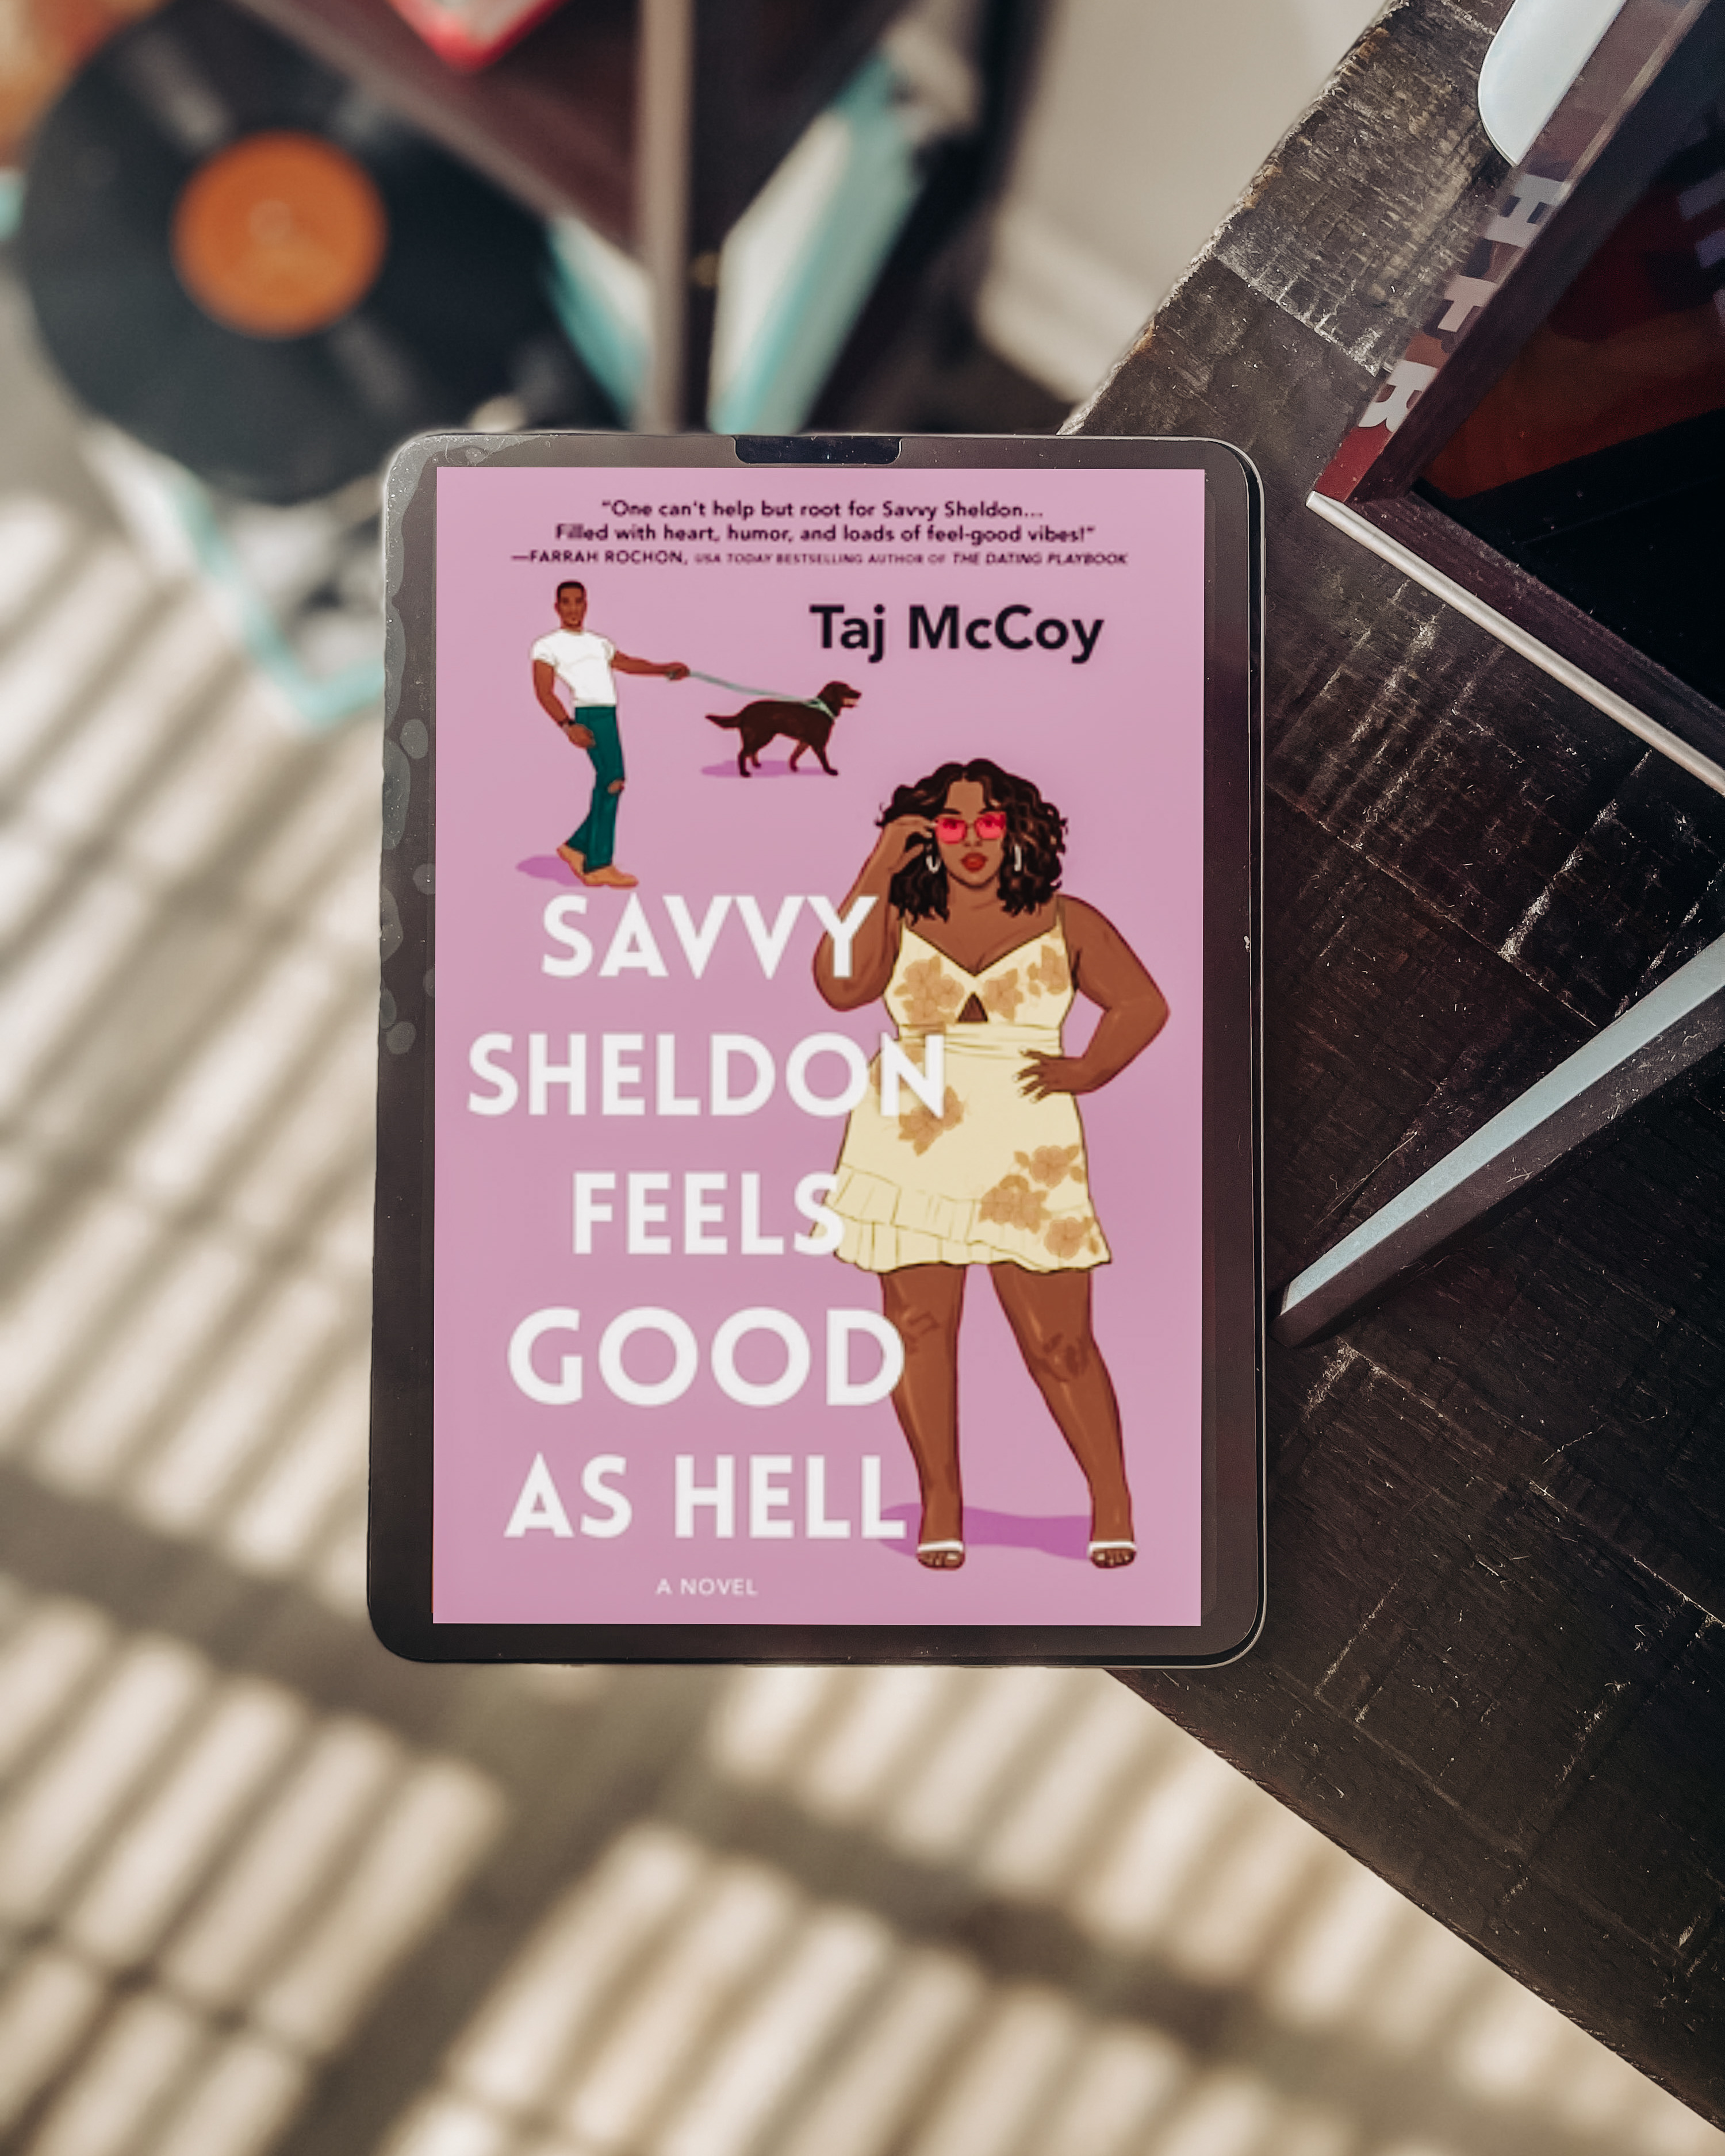 "One can't help but root for Savvy Sheldon...
Filled with heart, humor, and loads of feel-good vibes!"
—FARRAH ROCHON, USA TODAY BESTSELLING AUTHOR OF THE DATING PLAYBOOK
Taj McCoy
SAVVY
SHELDON
FEELS
GOOD
AS HELL
A NOVEL